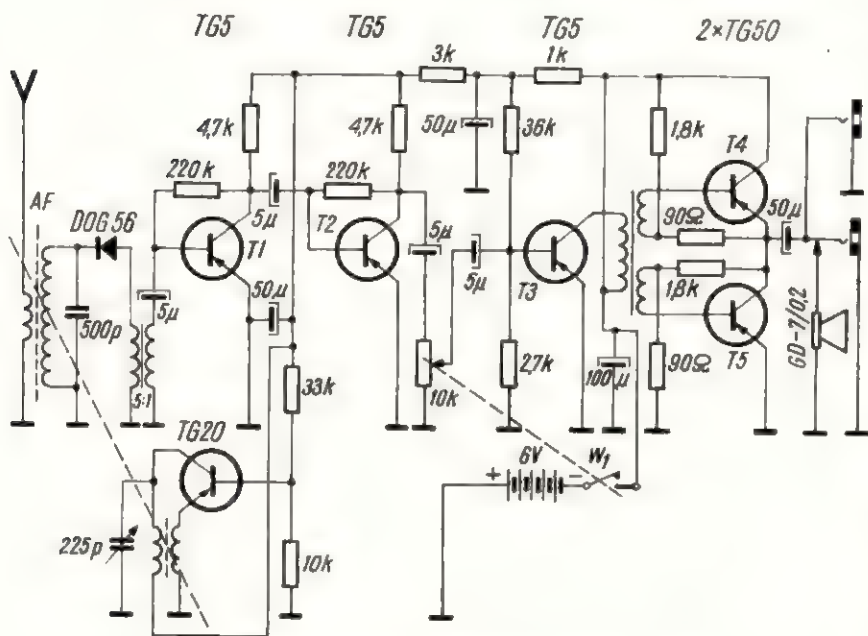 TG5 TG5 TG5 2×TG50
3k 1k
4,7k 4,7k 50μ 36k 1,8k T4
220k 220k
AF DOG 56 5μ T2 5μ 90Ω 50μ
T1 5μ T3 1,8k
500p 5μ 50μ T5
5:1 33k 10k 2,7k 100μ 90Ω GD-7/0,2
TG20 + 6V - W1
225p 10k